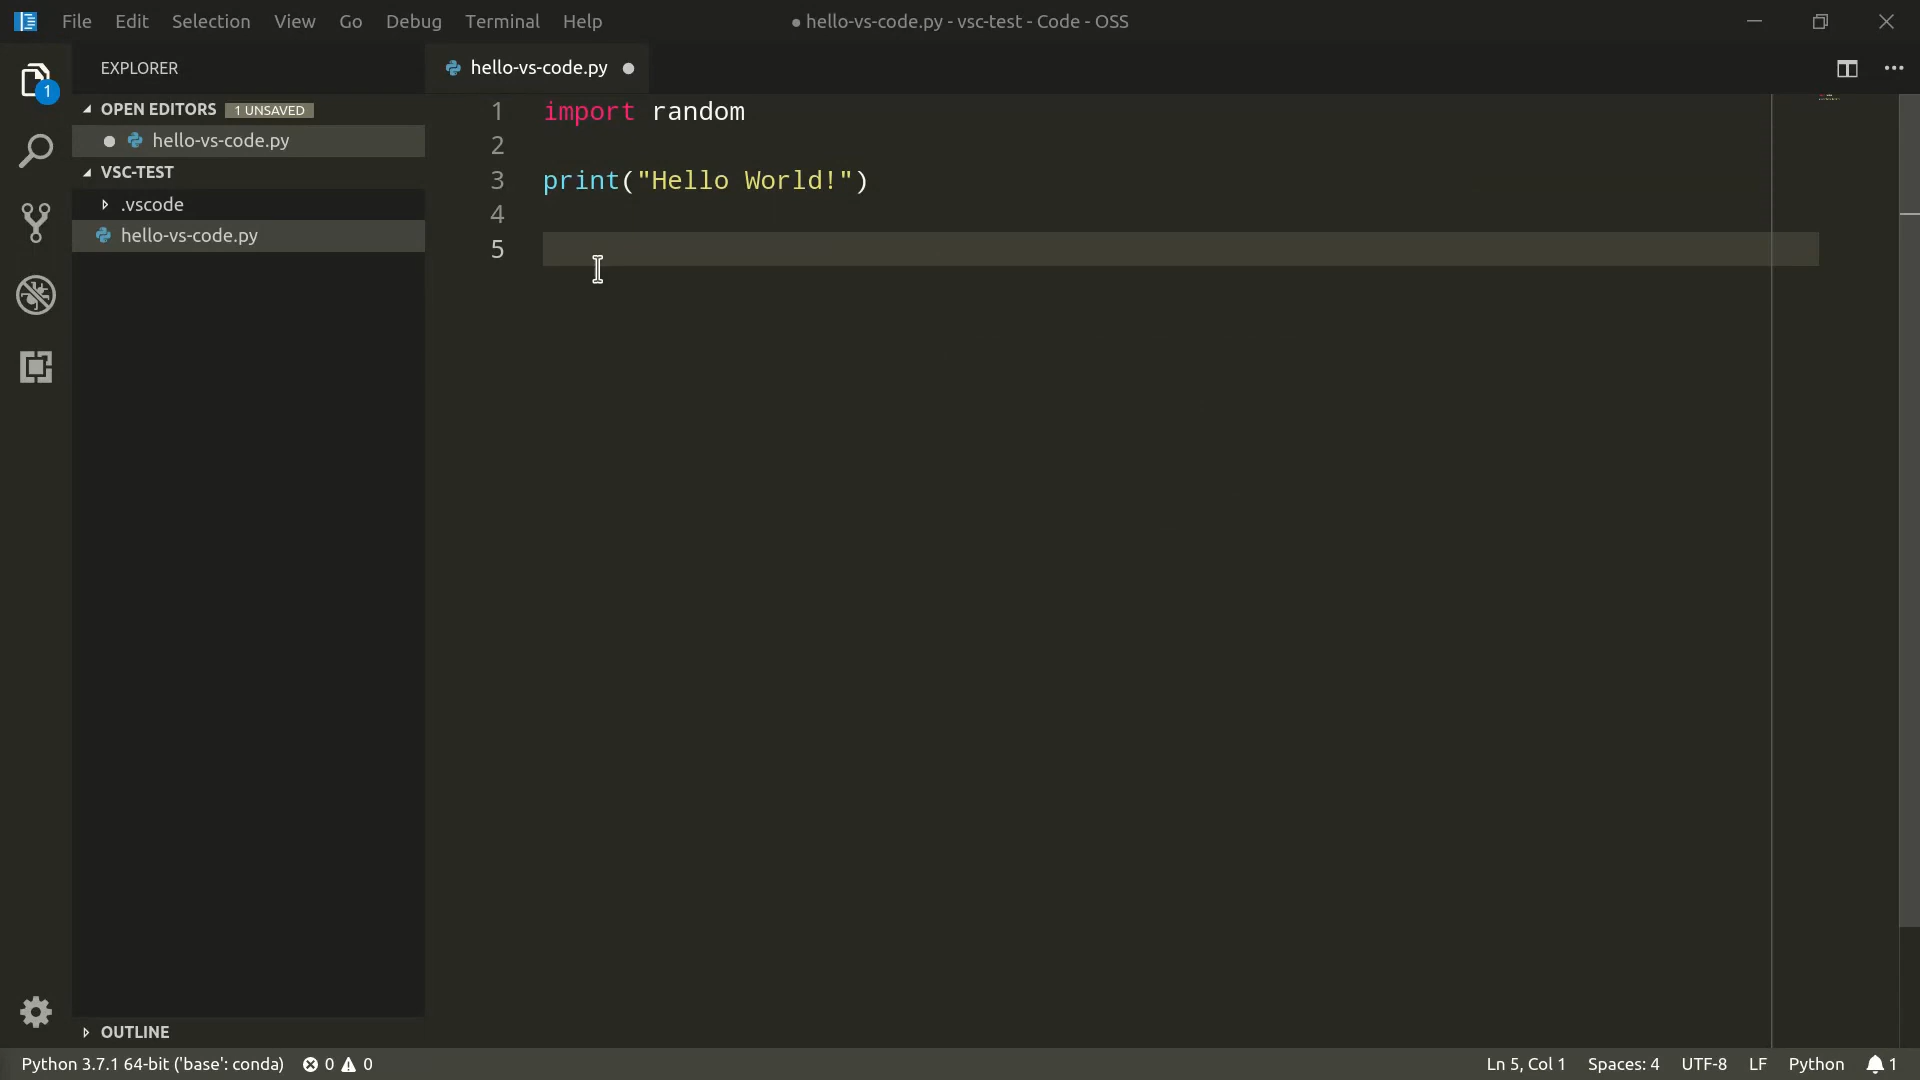 File Edit Selection View Go Debug Terminal Help
● hello-vs-code.py - vsc-test - Code - OSS
1
EXPLORER
OPEN EDITORS 1 UNSAVED
hello-vs-code.py
VSC-TEST
.vscode
hello-vs-code.py
OUTLINE
hello-vs-code.py
1 import random
2
3 print("Hello World!")
4
5
Python 3.7.1 64-bit ('base': conda) 0 0
Ln 5, Col 1 Spaces: 4 UTF-8 LF Python 1